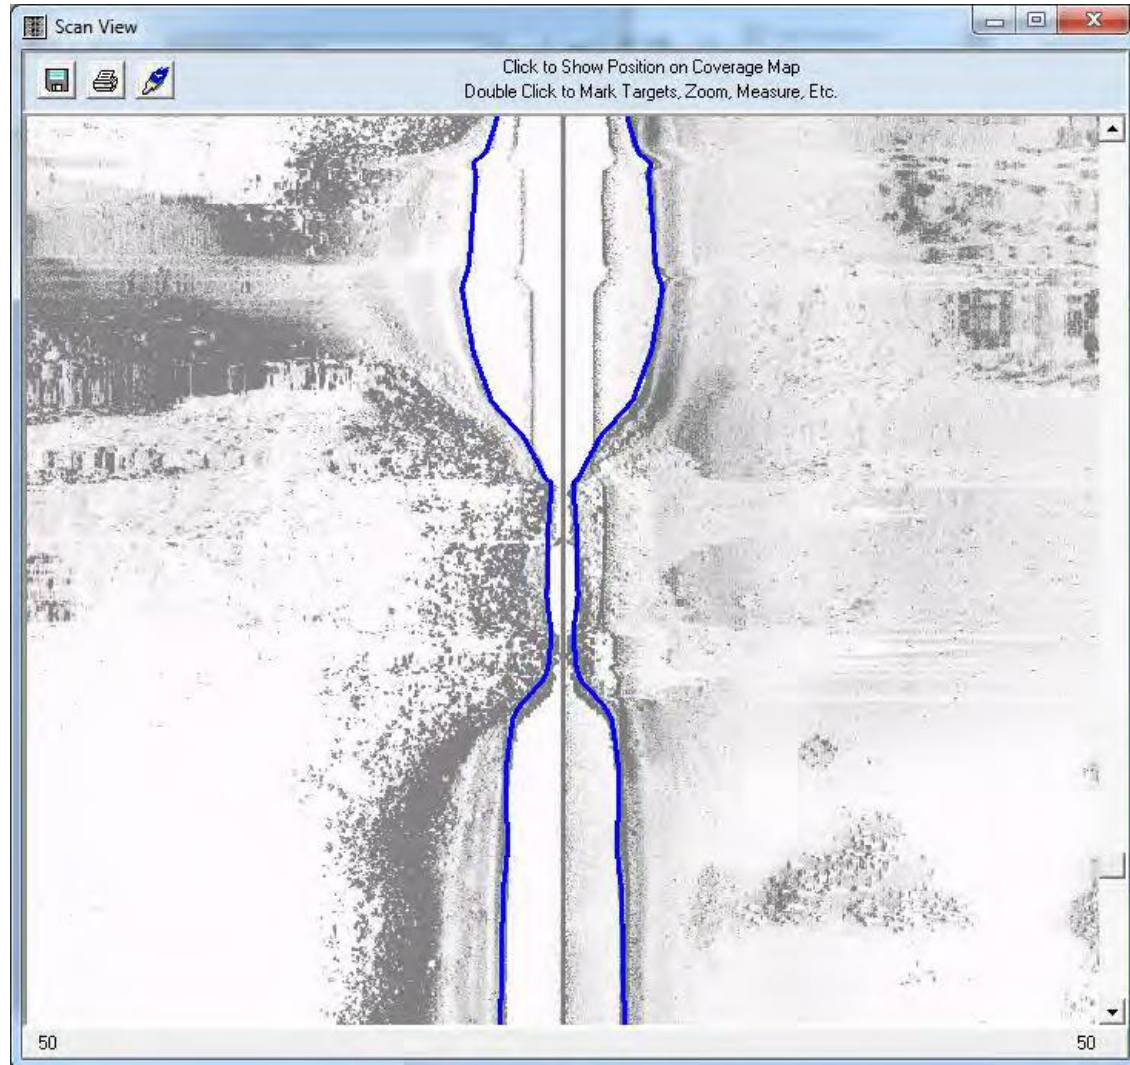 Scan View
Click to Show Position on Coverage Map
Double Click to Mark Targets, Zoom, Measure, Etc.
50
50